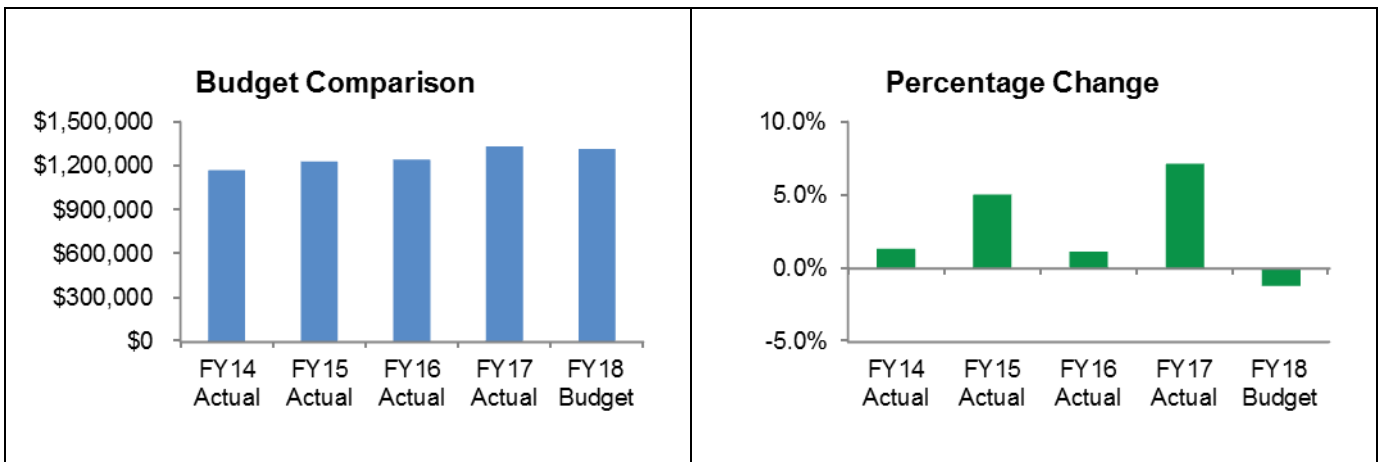 Budget Comparison
$1,500,000
$1,200,000
$900,000
$600,000
$300,000
$0
FY14 FY15 FY16 FY17 FY18
Actual Actual Actual Actual Budget
Percentage Change
10.0%
5.0%
0.0%
-5.0%
FY14 FY15 FY16 FY17 FY18
Actual Actual Actual Actual Budget